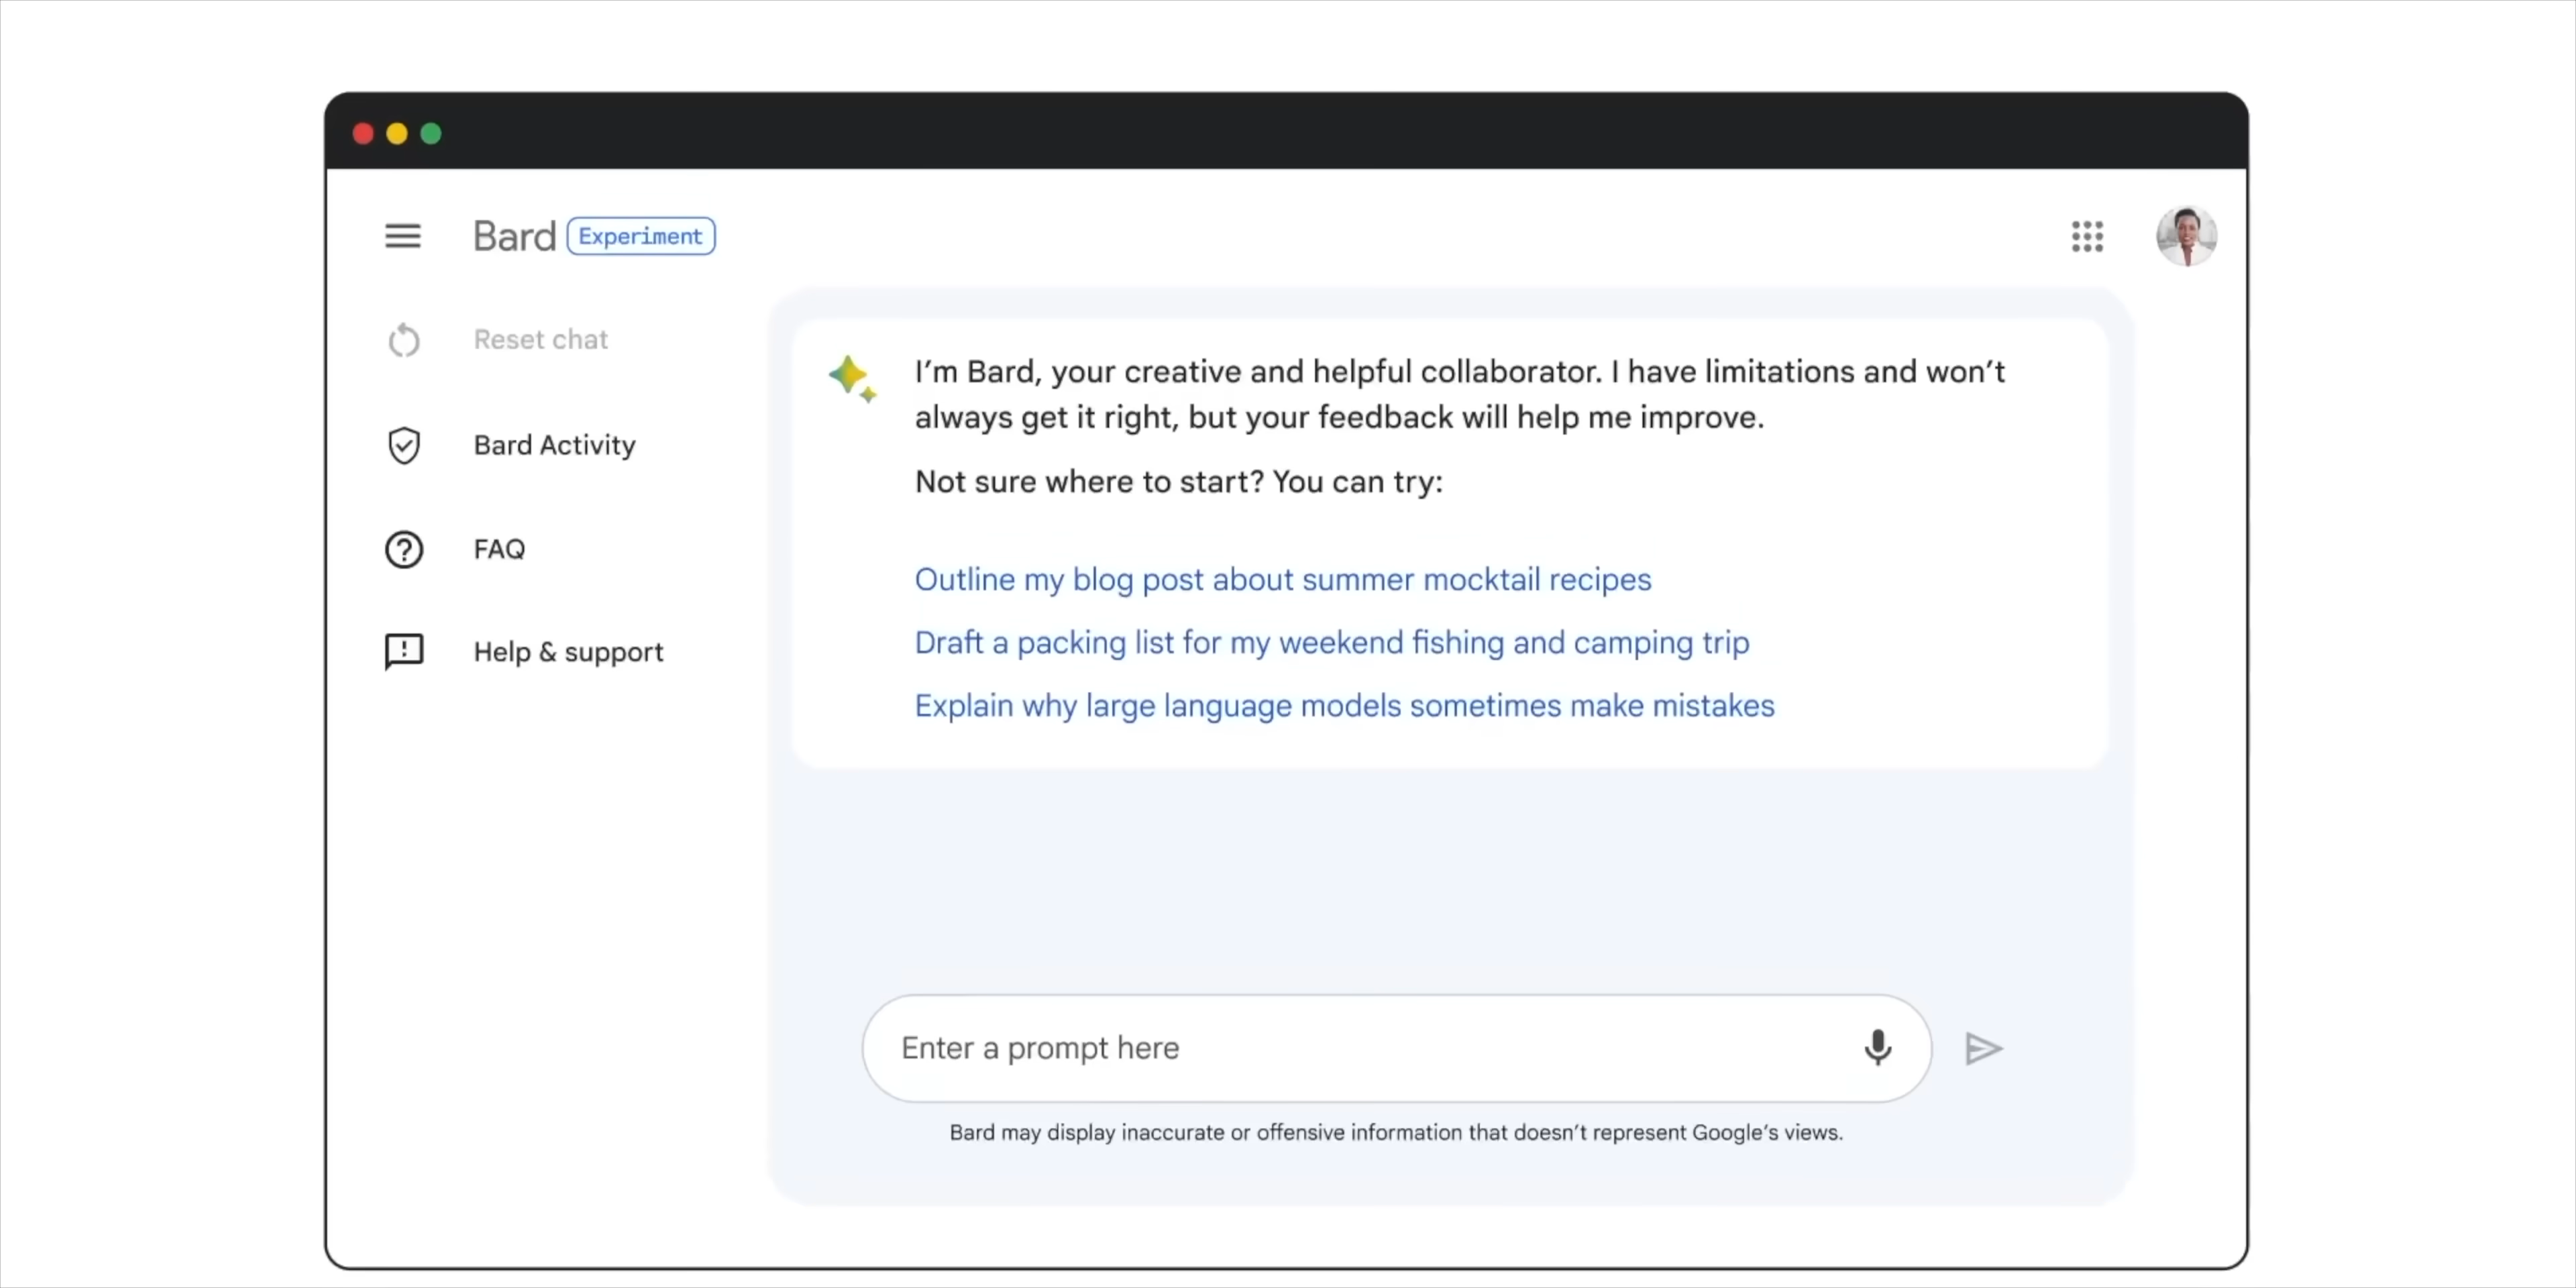 Bard Experiment
Reset chat
Bard Activity
FAQ
Help & support
I’m Bard, your creative and helpful collaborator. I have limitations and won’t
always get it right, but your feedback will help me improve.
Not sure where to start? You can try:
Outline my blog post about summer mocktail recipes
Draft a packing list for my weekend fishing and camping trip
Explain why large language models sometimes make mistakes
Enter a prompt here
Bard may display inaccurate or offensive information that doesn’t represent Google’s views.